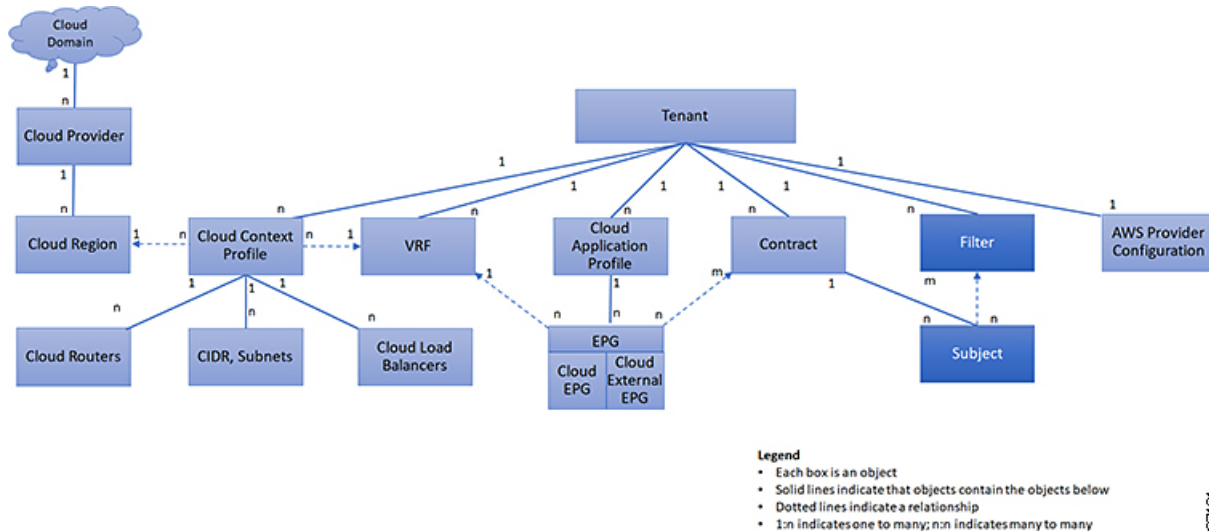 Cloud
Domain
1
n
Cloud Provider
Tenant
1
n
1
1
1
1
1
1
n
n
n
n
n
1
Cloud Region
1
n
Cloud Context
Profile
n
1
VRF
Cloud
Application
Profile
Contract
Filter
AWS Provider
Configuration
1
1
1
1
1
m
1
m
n
n
n
n
n
n
n
n
Cloud Routers
CIDR, Subnets
Cloud Load
Balancers
EPG
Cloud
EPG
Cloud
External
EPG
Subject
Legend
• Each box is an object
• Solid lines indicate that objects contain the objects below
• Dotted lines indicate a relationship
• 1:n indicates one to many; n:n indicates many to many